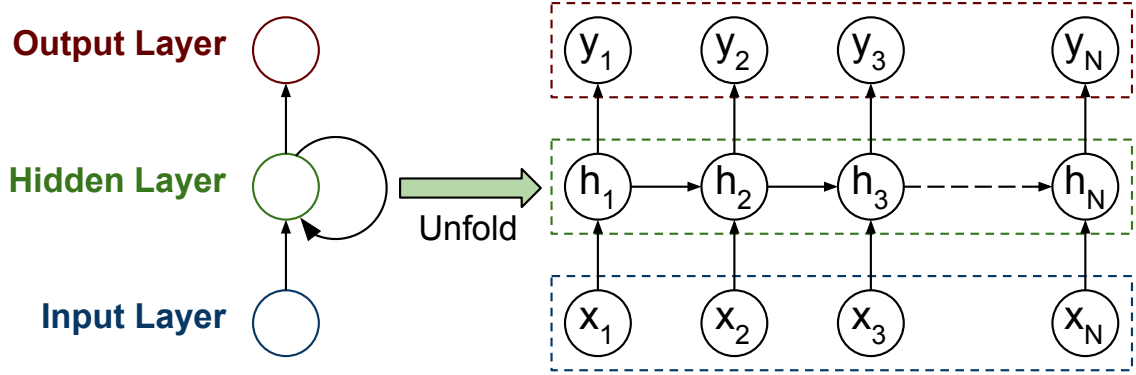 Output Layer
y1 y2 y3 yN
Hidden Layer
h1 h2 h3 hN
Unfold
Input Layer
x1 x2 x3 xN